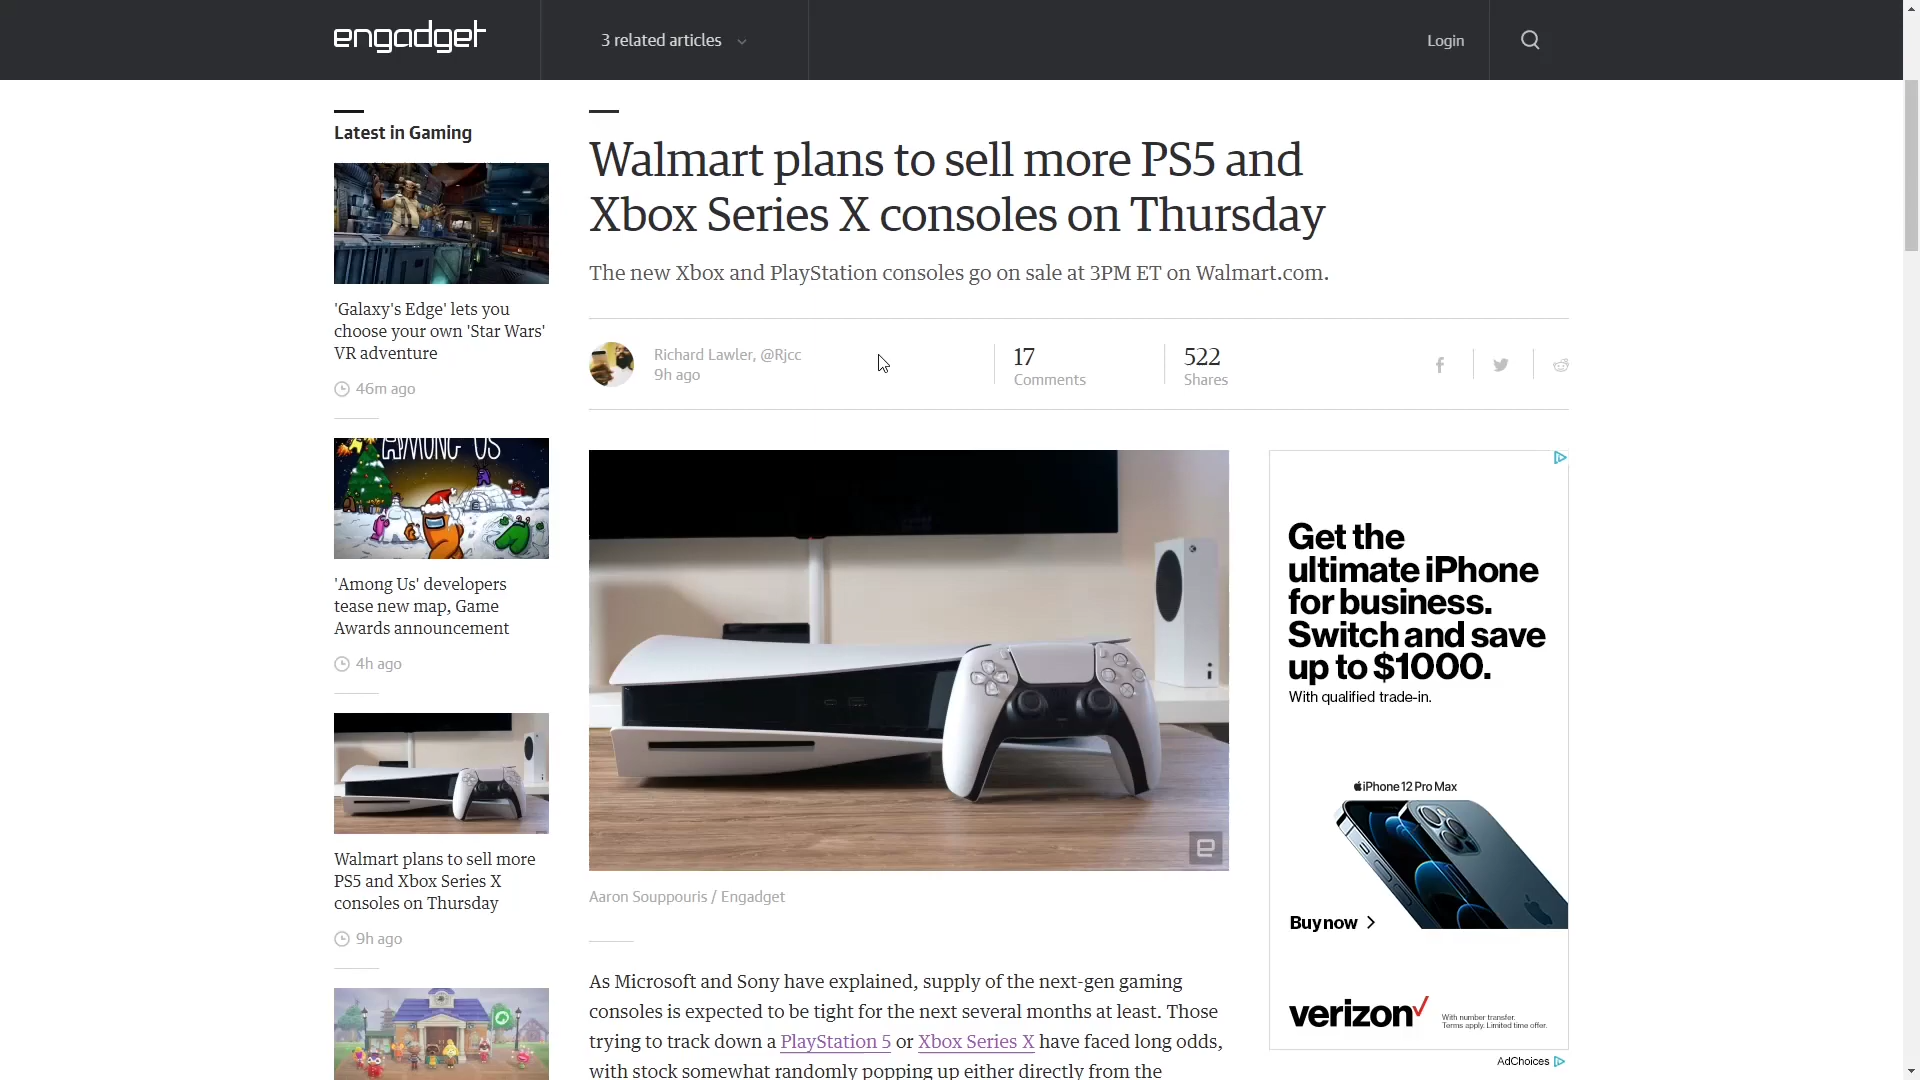 engadget
3 related articles
Login
Latest in Gaming
'Galaxy's Edge' lets you
choose your own 'Star Wars'
VR adventure
46m ago
AMONG US
'Among Us' developers
tease new map, Game
Awards announcement
4h ago
Walmart plans to sell more
PS5 and Xbox Series X
consoles on Thursday
9h ago
Walmart plans to sell more PS5 and
Xbox Series X consoles on Thursday
The new Xbox and PlayStation consoles go on sale at 3PM ET on Walmart.com.
Richard Lawler, @Rjcc
9h ago
17
Comments
522
Shares
Aaron Souppouris / Engadget
As Microsoft and Sony have explained, supply of the next-gen gaming
consoles is expected to be tight for the next several months at least. Those
trying to track down a PlayStation 5 or Xbox Series X have faced long odds,
with stock somewhat randomly popping up either directly from the
Get the
ultimate iPhone
for business.
Switch and save
up to $1000.
With qualified trade-in.
iPhone 12 Pro Max
Buy now >
verizon
With number transfer.
Terms apply. Limited time offer.
AdChoices